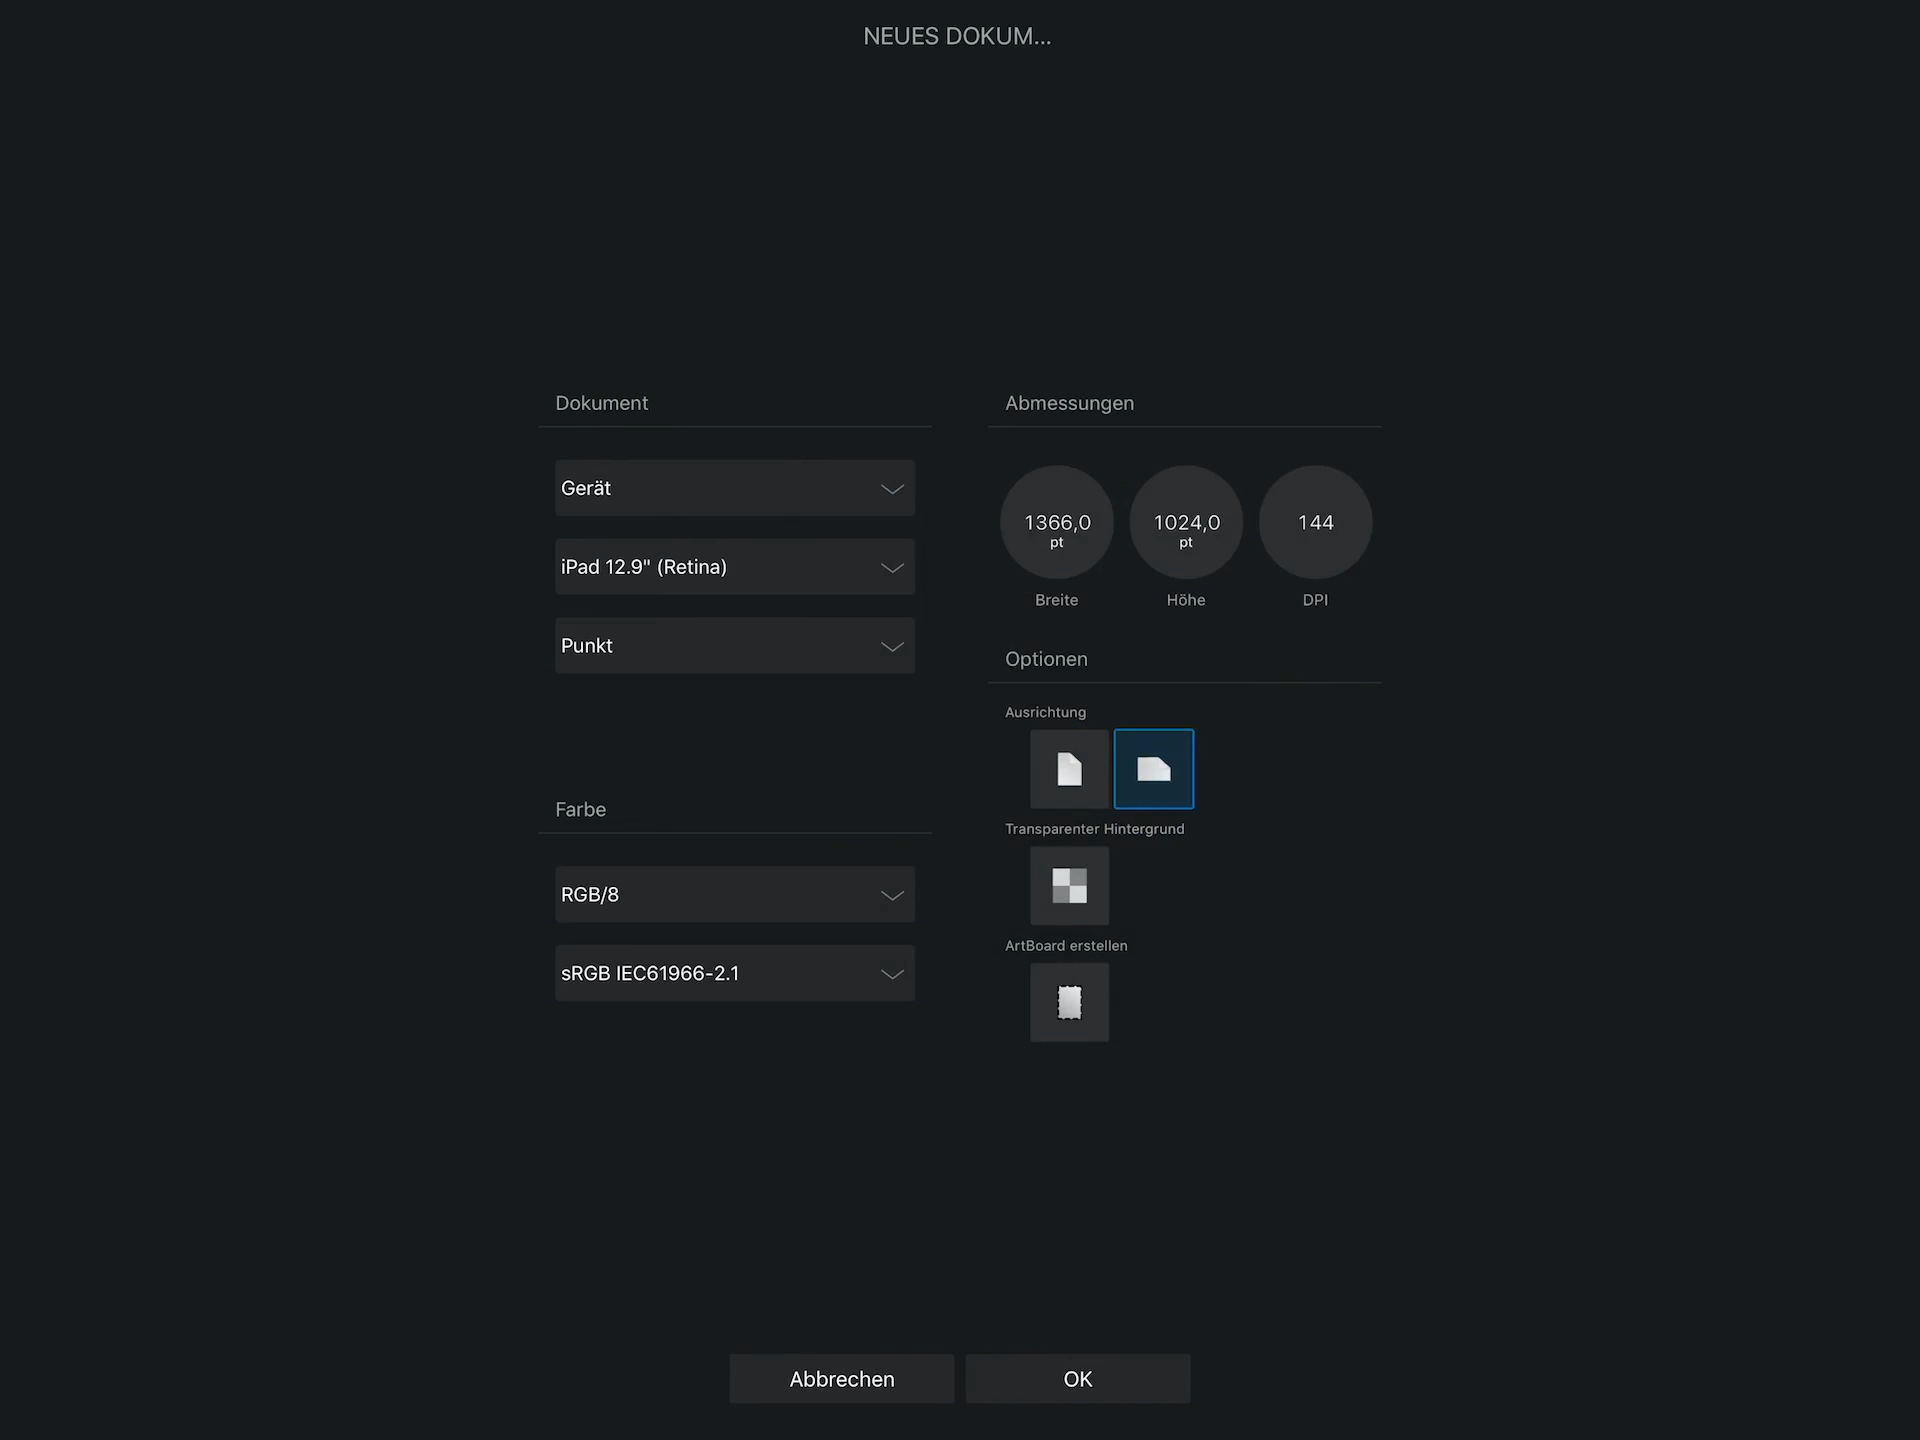 NEUES DOKUM...
Dokument
Gerät
iPad 12.9" (Retina)
Punkt
Farbe
RGB/8
sRGB IEC61966-2.1
Abmessungen
1366,0 pt
Breite
1024,0 pt
Höhe
144
DPI
Optionen
Ausrichtung
Transparenter Hintergrund
ArtBoard erstellen
Abbrechen
OK